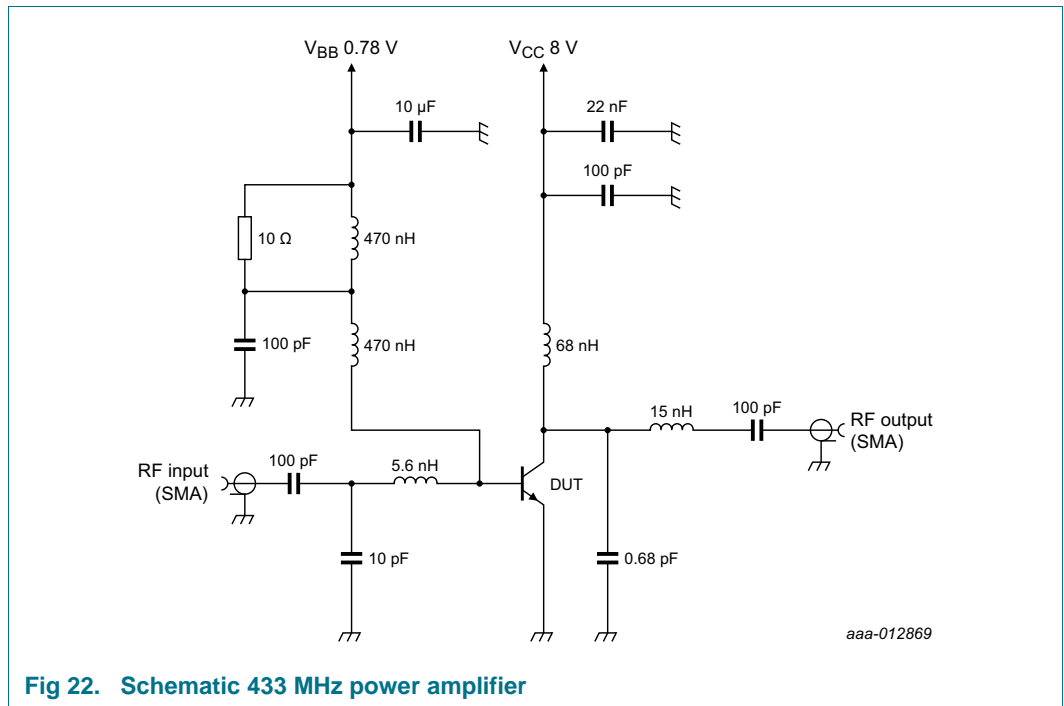 VBB 0.78 V
VCC 8 V
10 µF
22 nF
100 pF
10 Ω
470 nH
100 pF
470 nH
68 nH
15 nH
100 pF
RF output
(SMA)
RF input
(SMA)
100 pF
5.6 nH
DUT
10 pF
0.68 pF
aaa-012869
Fig 22. Schematic 433 MHz power amplifier